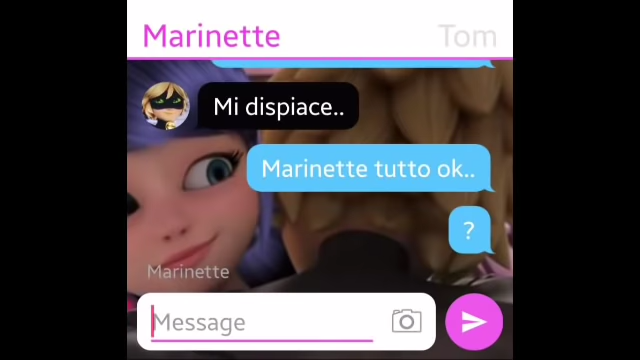 Marinette Tom
Mi dispiace..
Marinette tutto ok..
?
Marinette
Message